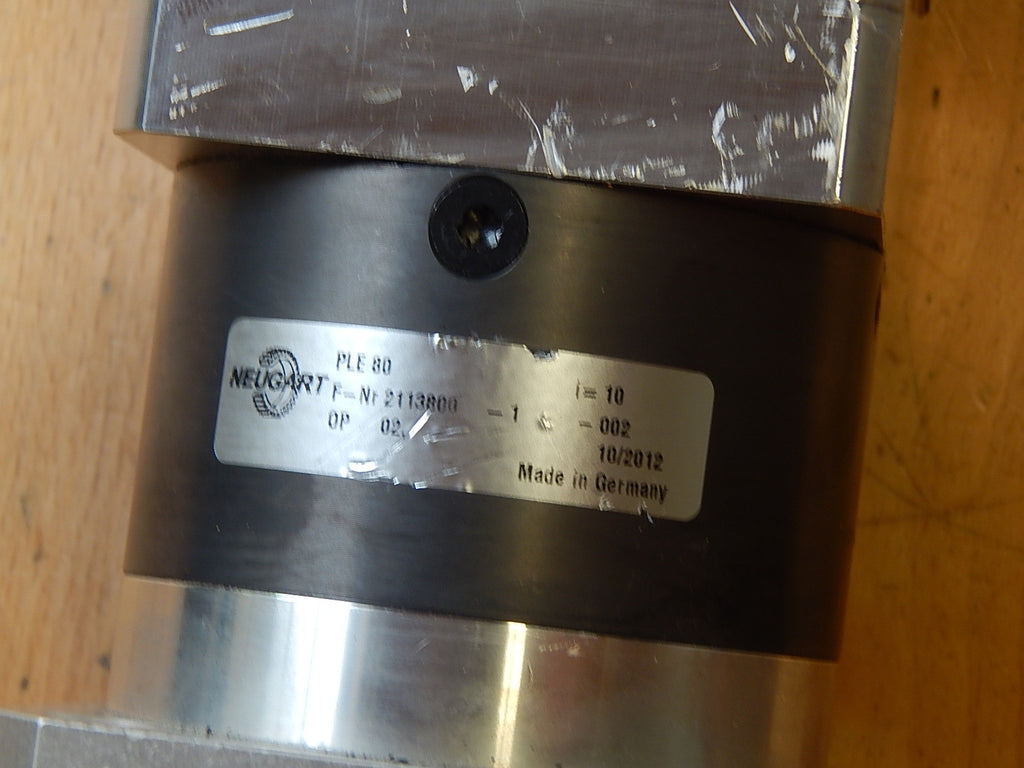 NEUGART
PLE 80
F-Nr 2113800 - 1 i= 10
OP 02. - 002
10/2012
Made in Germany